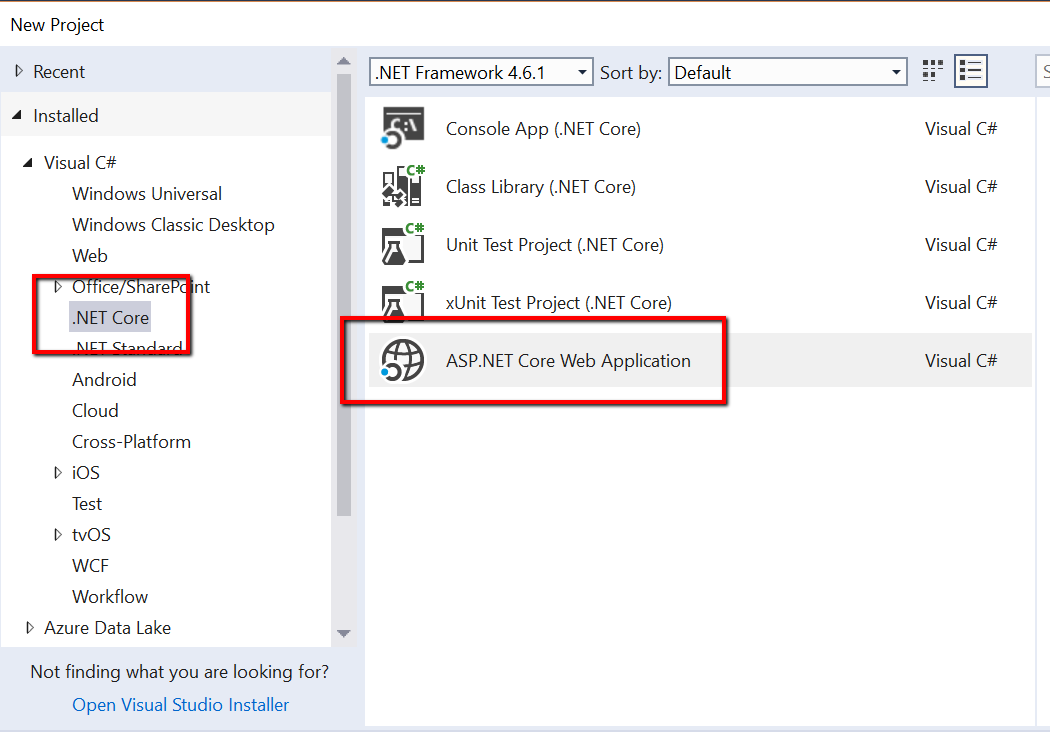 New Project
Recent
Installed
Visual C#
Windows Universal
Windows Classic Desktop
Web
Office/SharePoint
.NET Core
.NET Standard
Android
Cloud
Cross-Platform
iOS
Test
tvOS
WCF
Workflow
Azure Data Lake
Not finding what you are looking for?
Open Visual Studio Installer
.NET Framework 4.6.1 Sort by: Default
Console App (.NET Core) Visual C#
C# Class Library (.NET Core) Visual C#
C# Unit Test Project (.NET Core) Visual C#
C# xUnit Test Project (.NET Core) Visual C#
ASP.NET Core Web Application Visual C#